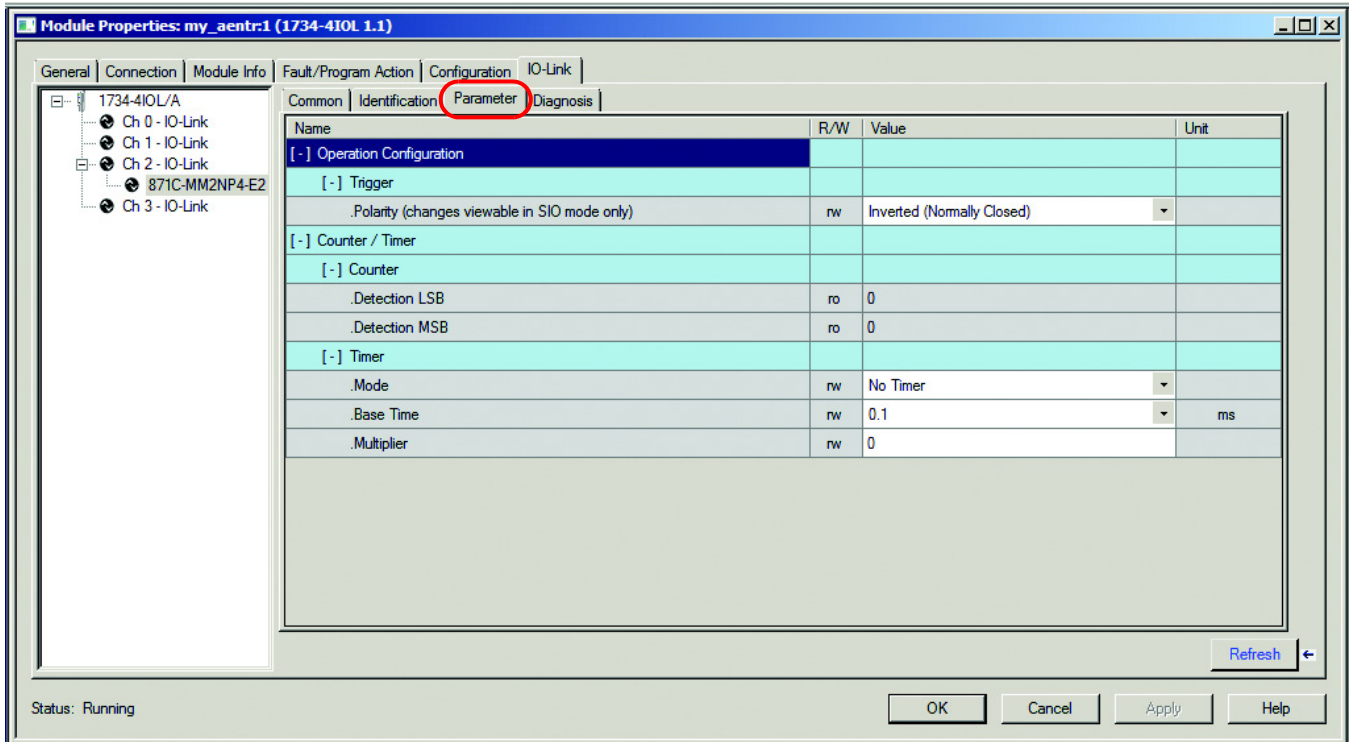 Module Properties: my_aentr:1 (1734-4IOL 1.1)
General Connection Module Info Fault/Program Action Configuration IO-Link
1734-4IOL/A
Ch 0 - IO-Link
Ch 1 - IO-Link
Ch 2 - IO-Link
871C-MM2NP4-E2
Ch 3 - IO-Link
Common Identification Parameter Diagnosis
Name R/W Value Unit
[-] Operation Configuration
[-] Trigger
.Polarity (changes viewable in SIO mode only) rw Inverted (Normally Closed)
[-] Counter / Timer
[-] Counter
.Detection LSB ro 0
.Detection MSB ro 0
[-] Timer
.Mode rw No Timer
.Base Time rw 0.1 ms
.Multiplier rw 0
Refresh
Status: Running OK Cancel Apply Help